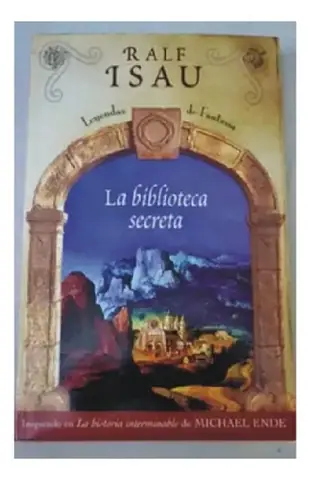 RALF
ISAU
Leyendas de Fantasia
La biblioteca
secreta
Inspirado en La historia interminable de MICHAEL ENDE